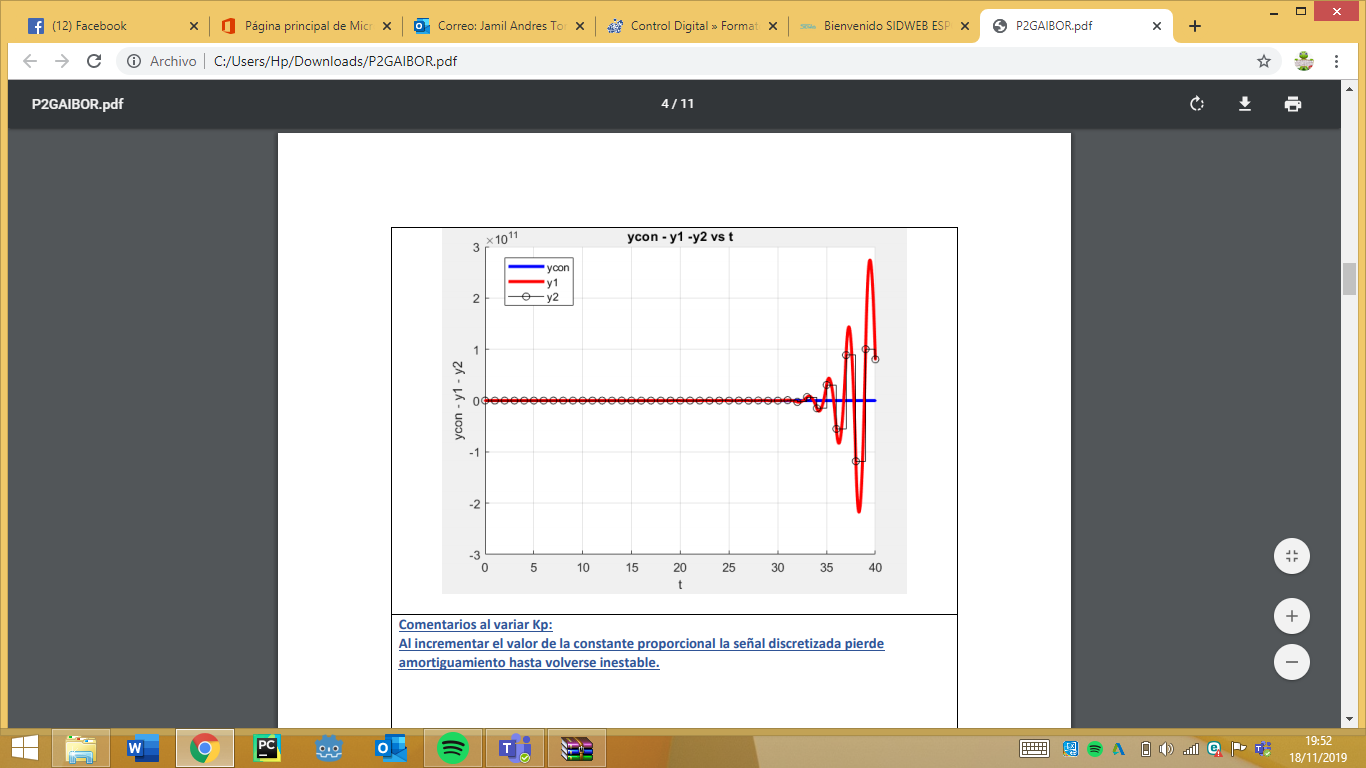 (12) Facebook
Página principal de Micr
Correo: Jamil Andres Tor
Control Digital » Format
Bienvenido SIDWEB ESP
P2GAIBOR.pdf
Archivo
C:/Users/Hp/Downloads/P2GAIBOR.pdf
P2GAIBOR.pdf
4 / 11
ycon - y1 -y2 vs t
×10^11
3
2
1
0
-1
-2
-3
ycon - y1 - y2
ycon
y1
y2
0 5 10 15 20 25 30 35 40
t
Comentarios al variar Kp:
Al incrementar el valor de la constante proporcional la señal discretizada pierde
amortiguamiento hasta volverse inestable.
19:52
18/11/2019